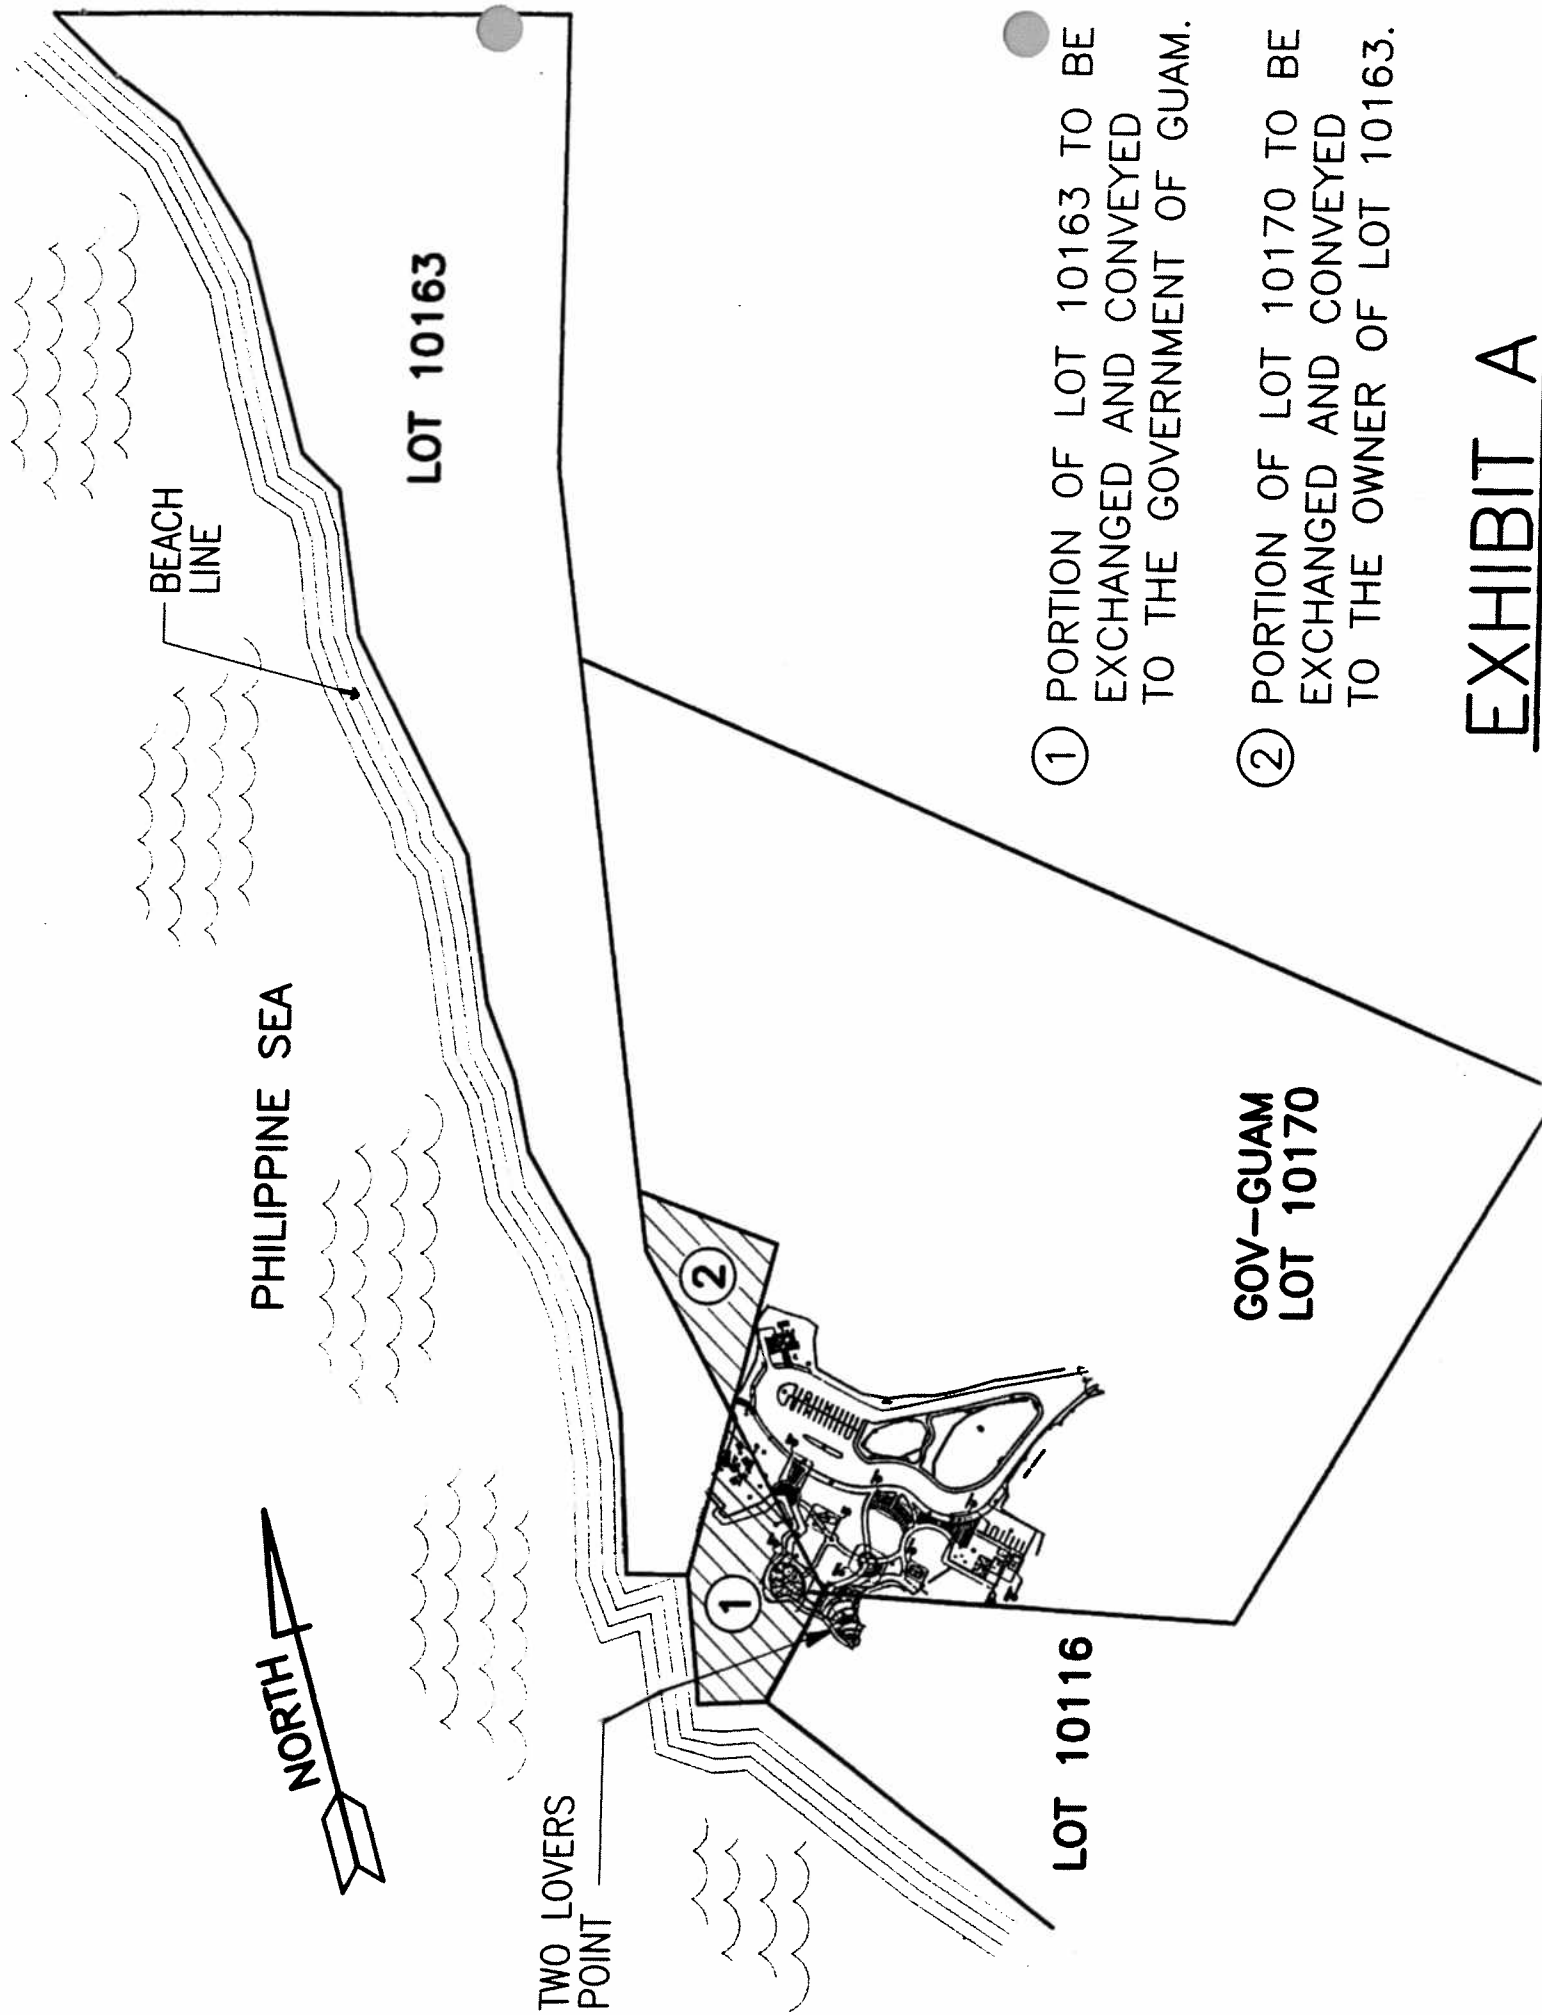 BEACH
LINE
LOT 10163
PHILIPPINE SEA
NORTH
TWO LOVERS
POINT
1
2
LOT 10116
GOV-GUAM
LOT 10170
1 PORTION OF LOT 10163 TO BE
EXCHANGED AND CONVEYED
TO THE GOVERNMENT OF GUAM.
2 PORTION OF LOT 10170 TO BE
EXCHANGED AND CONVEYED
TO THE OWNER OF LOT 10163.
EXHIBIT A